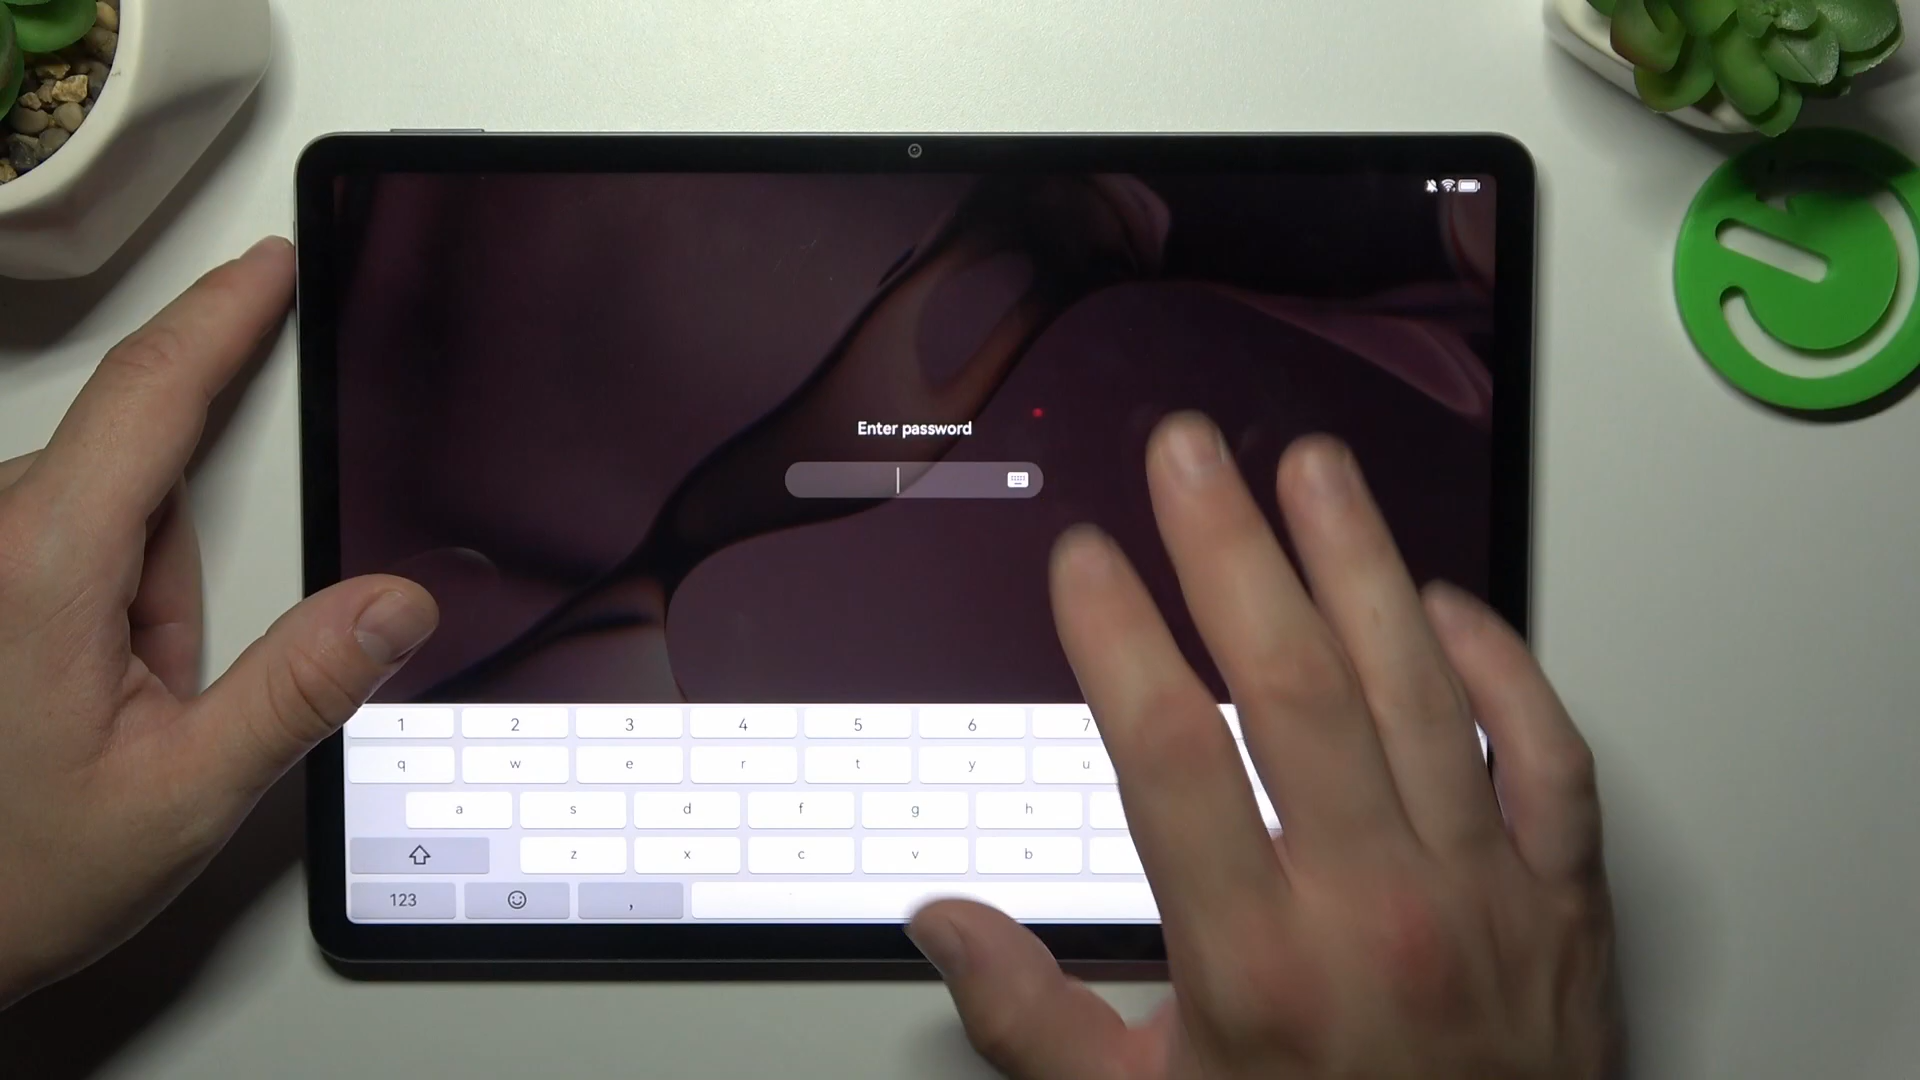 Enter password
1 2 3 4 5 6 7
q w e r t y u
a s d f g h
z x c v b
123 ,